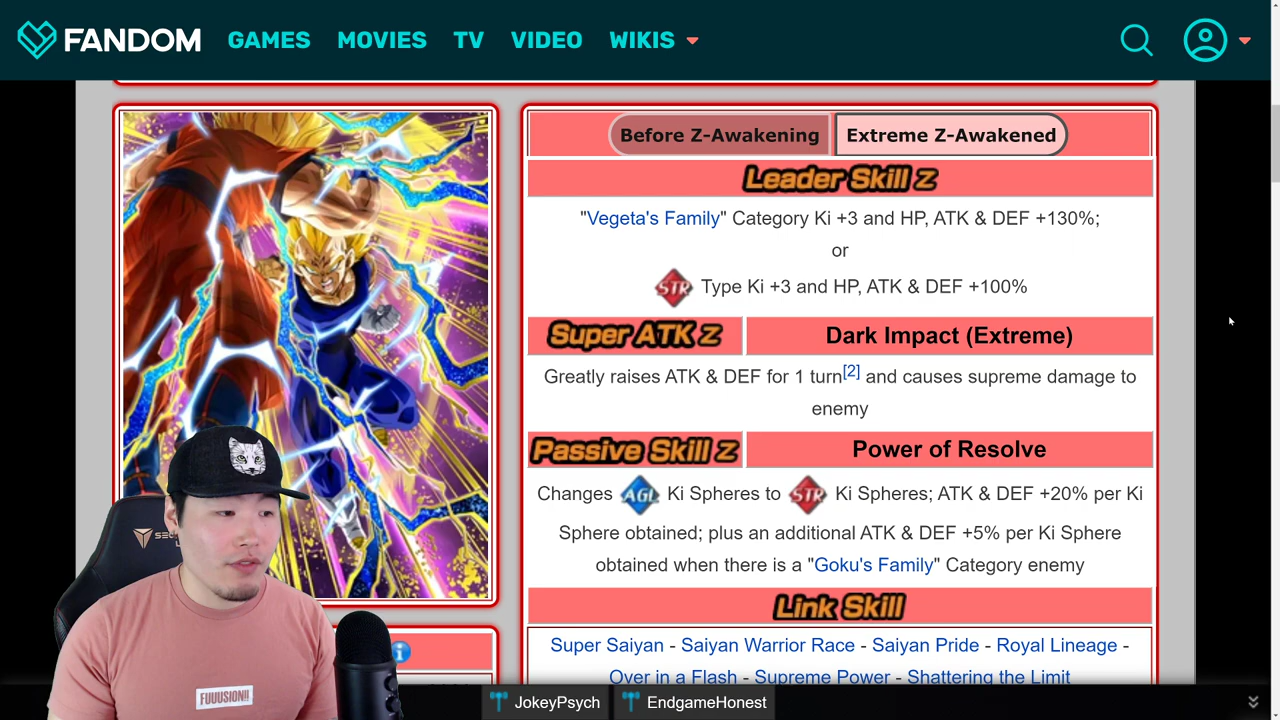 FANDOM GAMES MOVIES TV VIDEO WIKIS
Before Z-Awakening Extreme Z-Awakened
Leader Skill Z
"Vegeta's Family" Category Ki +3 and HP, ATK & DEF +130%;
or
STR Type Ki +3 and HP, ATK & DEF +100%
Super ATK Z Dark Impact (Extreme)
Greatly raises ATK & DEF for 1 turn[2] and causes supreme damage to
enemy
Passive Skill Z Power of Resolve
Changes AGL Ki Spheres to STR Ki Spheres; ATK & DEF +20% per Ki
Sphere obtained; plus an additional ATK & DEF +5% per Ki Sphere
obtained when there is a "Goku's Family" Category enemy
Link Skill
Super Saiyan - Saiyan Warrior Race - Saiyan Pride - Royal Lineage -
Over in a Flash - Supreme Power - Shattering the Limit
FUUUSION!!
JokeyPsych EndgameHonest